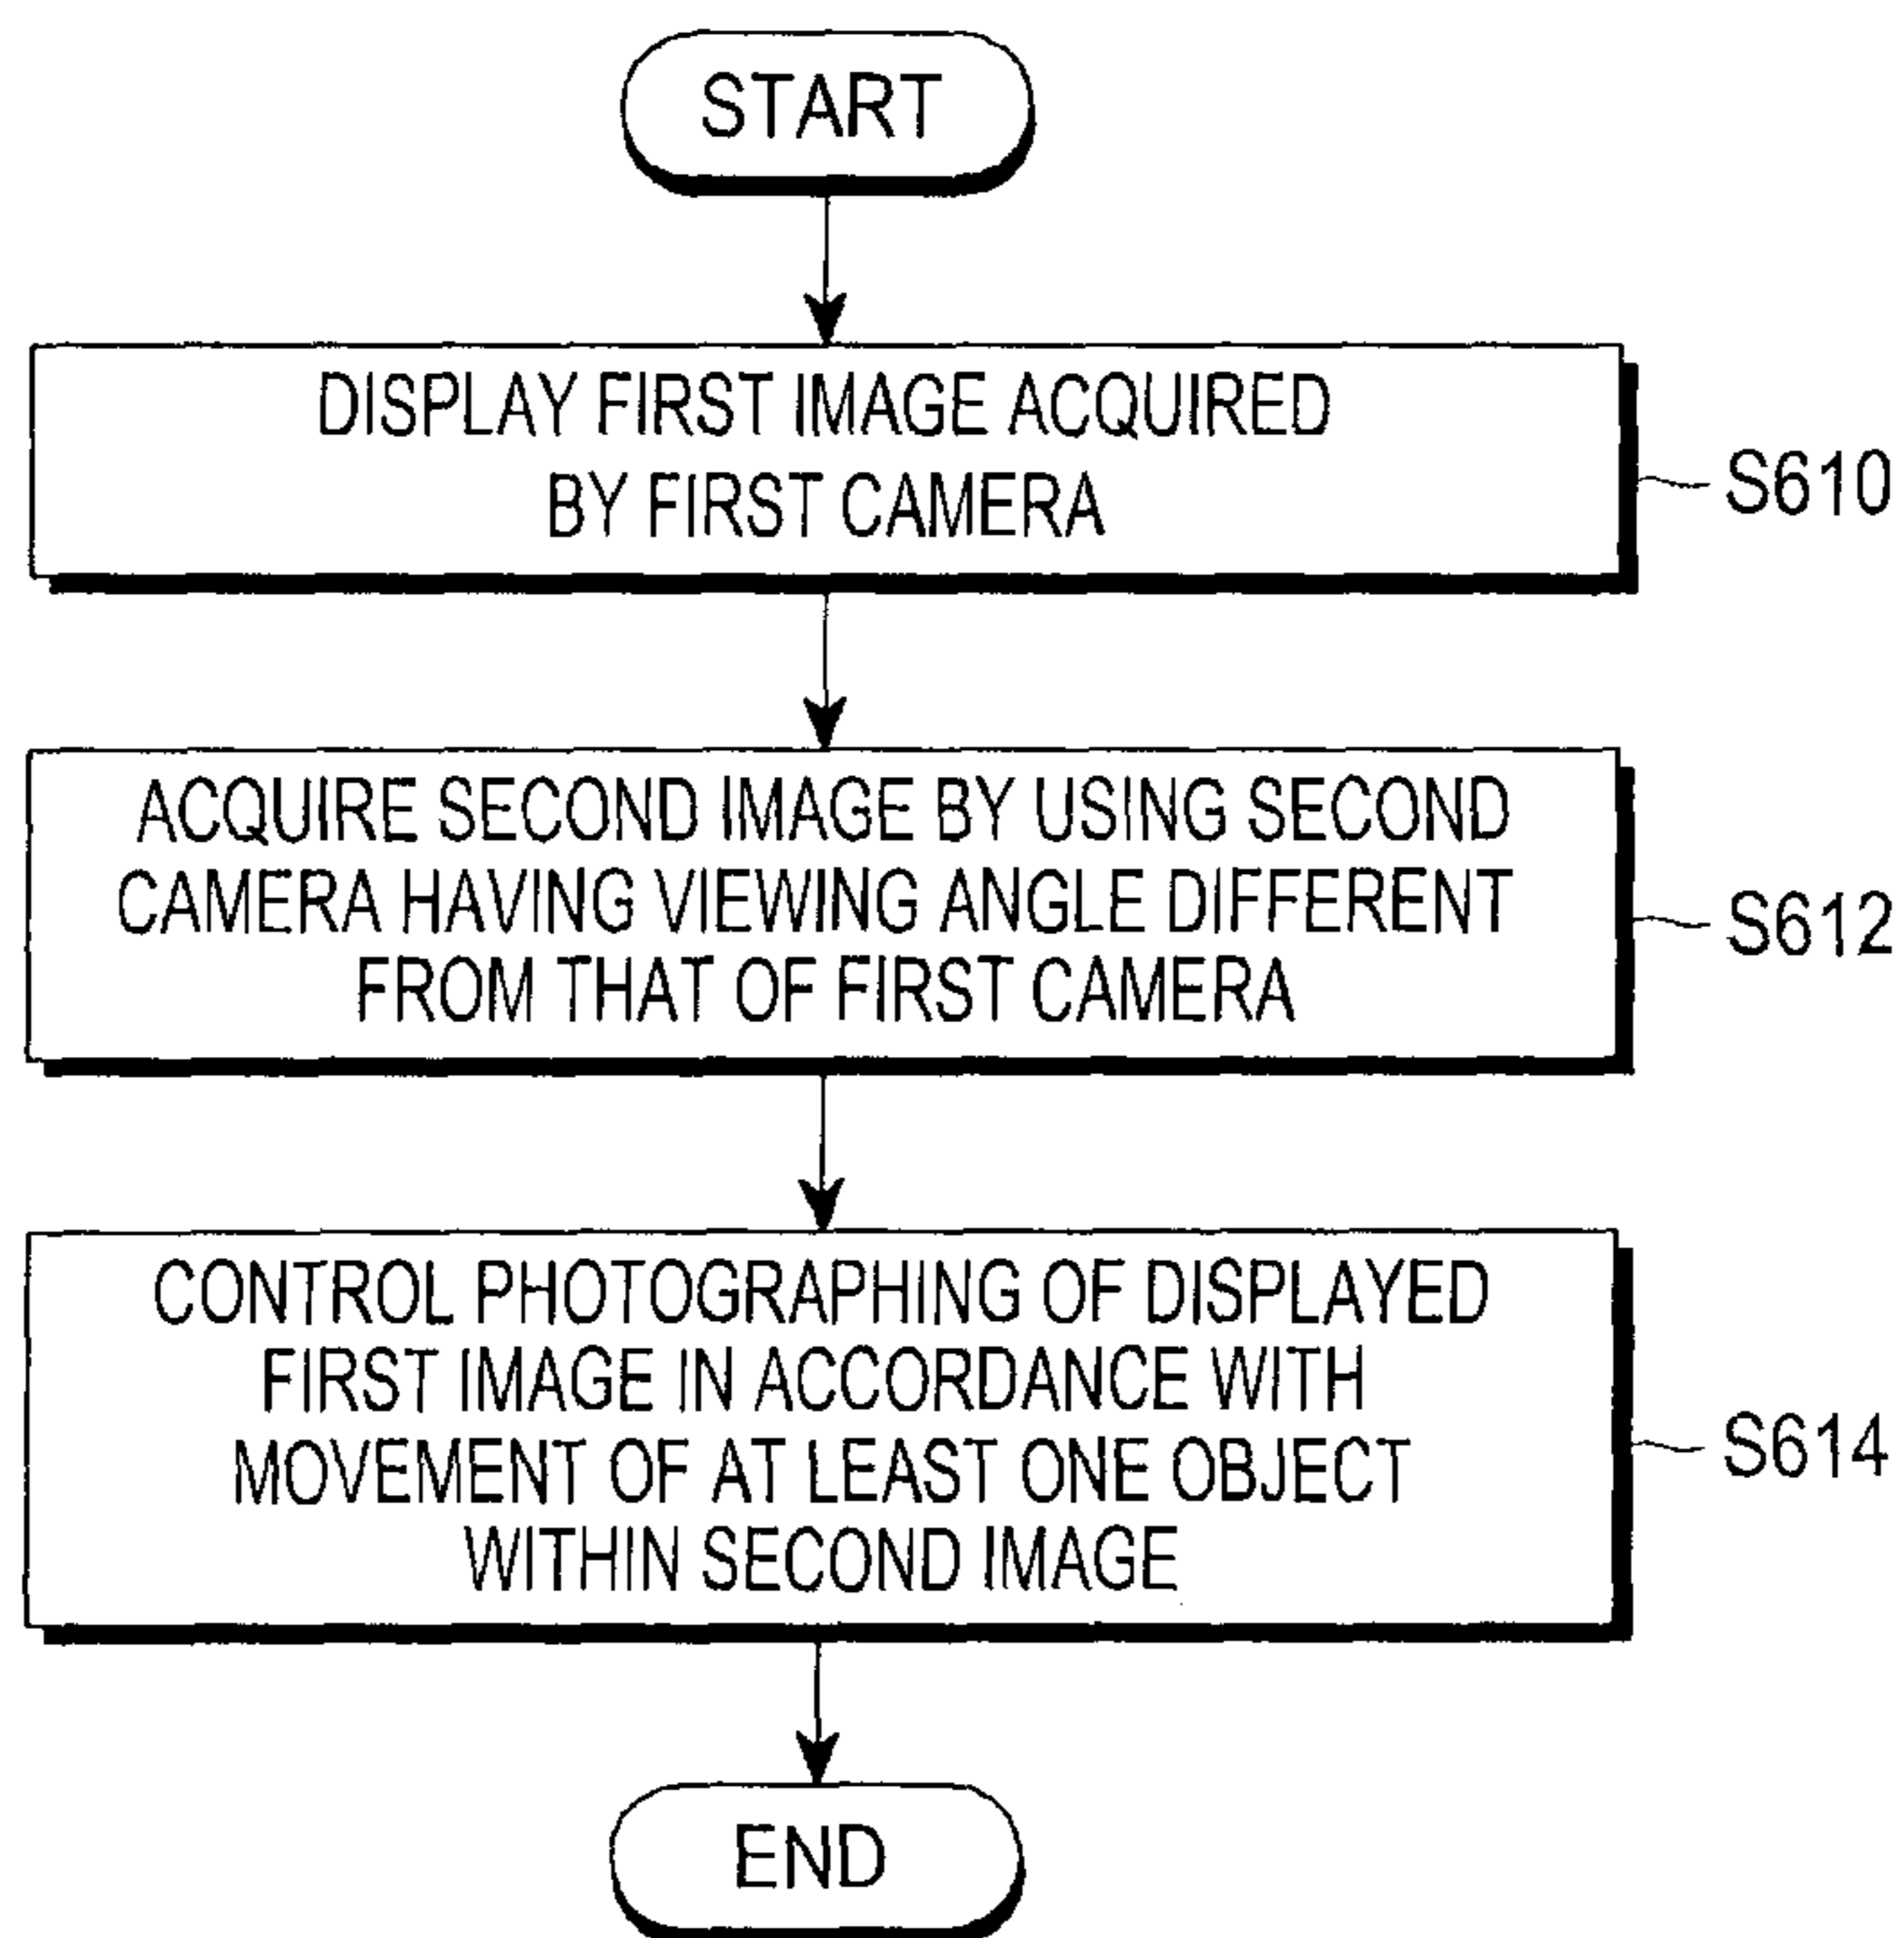 START
DISPLAY FIRST IMAGE ACQUIRED
BY FIRST CAMERA
S610
ACQUIRE SECOND IMAGE BY USING SECOND
CAMERA HAVING VIEWING ANGLE DIFFERENT
FROM THAT OF FIRST CAMERA
S612
CONTROL PHOTOGRAPHING OF DISPLAYED
FIRST IMAGE IN ACCORDANCE WITH
MOVEMENT OF AT LEAST ONE OBJECT
WITHIN SECOND IMAGE
S614
END